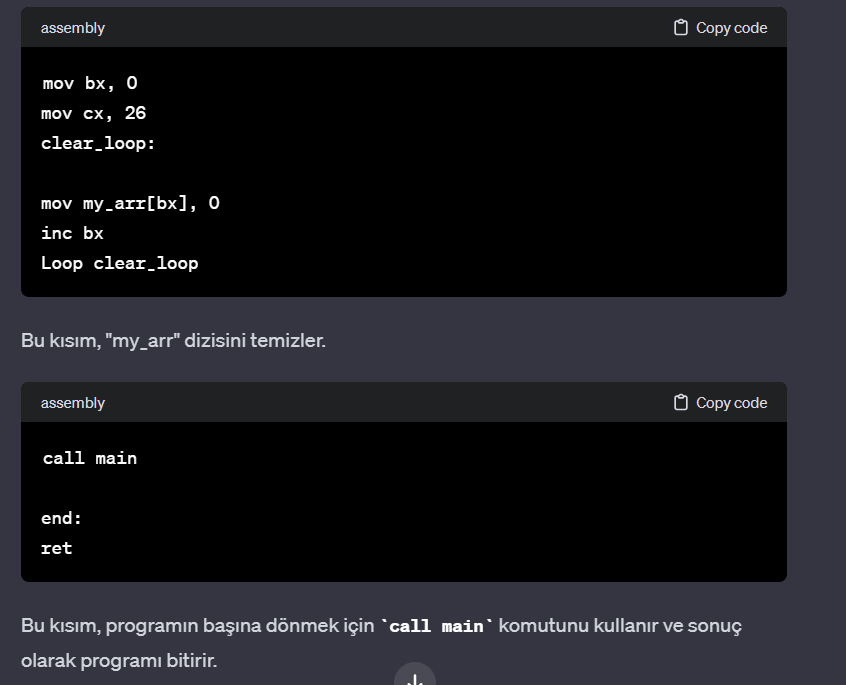 assembly Copy code
mov bx, 0
mov cx, 26
clear_loop:
mov my_arr[bx], 0
inc bx
Loop clear_loop
Bu kısım, "my_arr" dizisini temizler.
assembly Copy code
call main
end:
ret
Bu kısım, programın başına dönmek için `call main` komutunu kullanır ve sonuç
olarak programı bitirir.